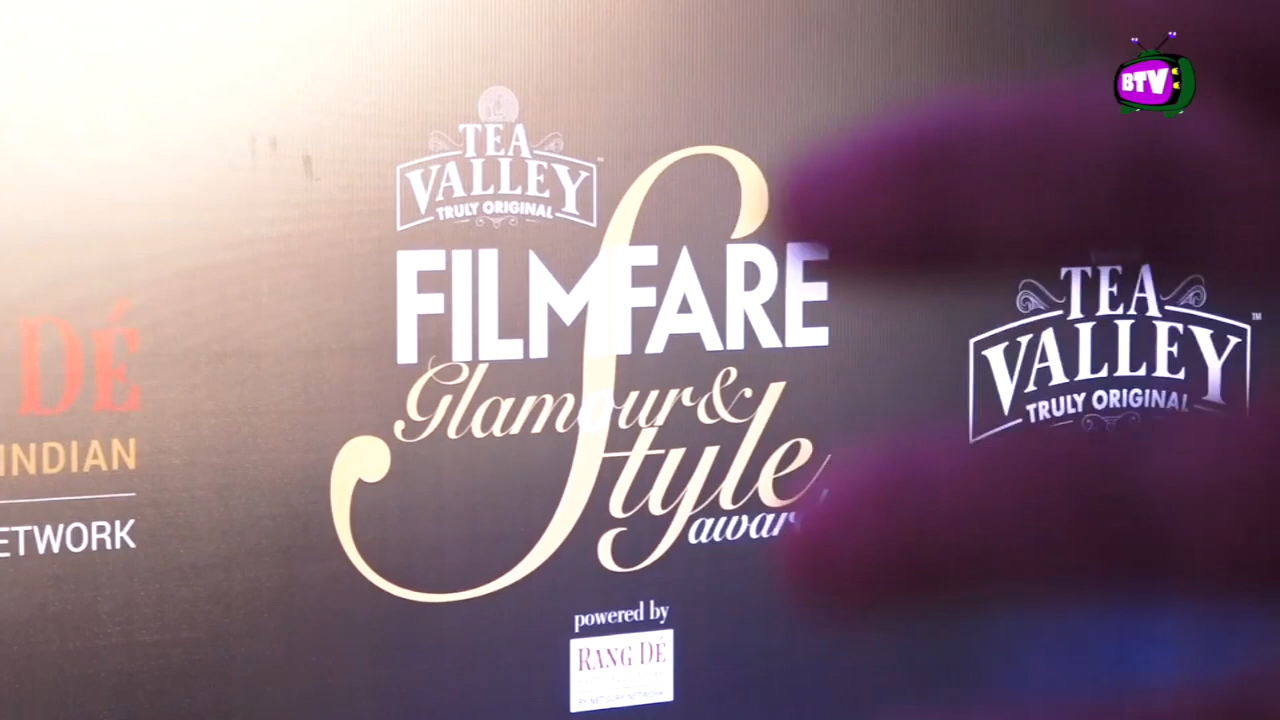 BTV
TEA
VALLEY
TRULY ORIGINAL
FILMFARE
Glamour &
Style
awar
powered by
RANG DÉ
DÉ
INDIAN
ETWORK
TEA
VALLEY
TRULY ORIGINAL
TM